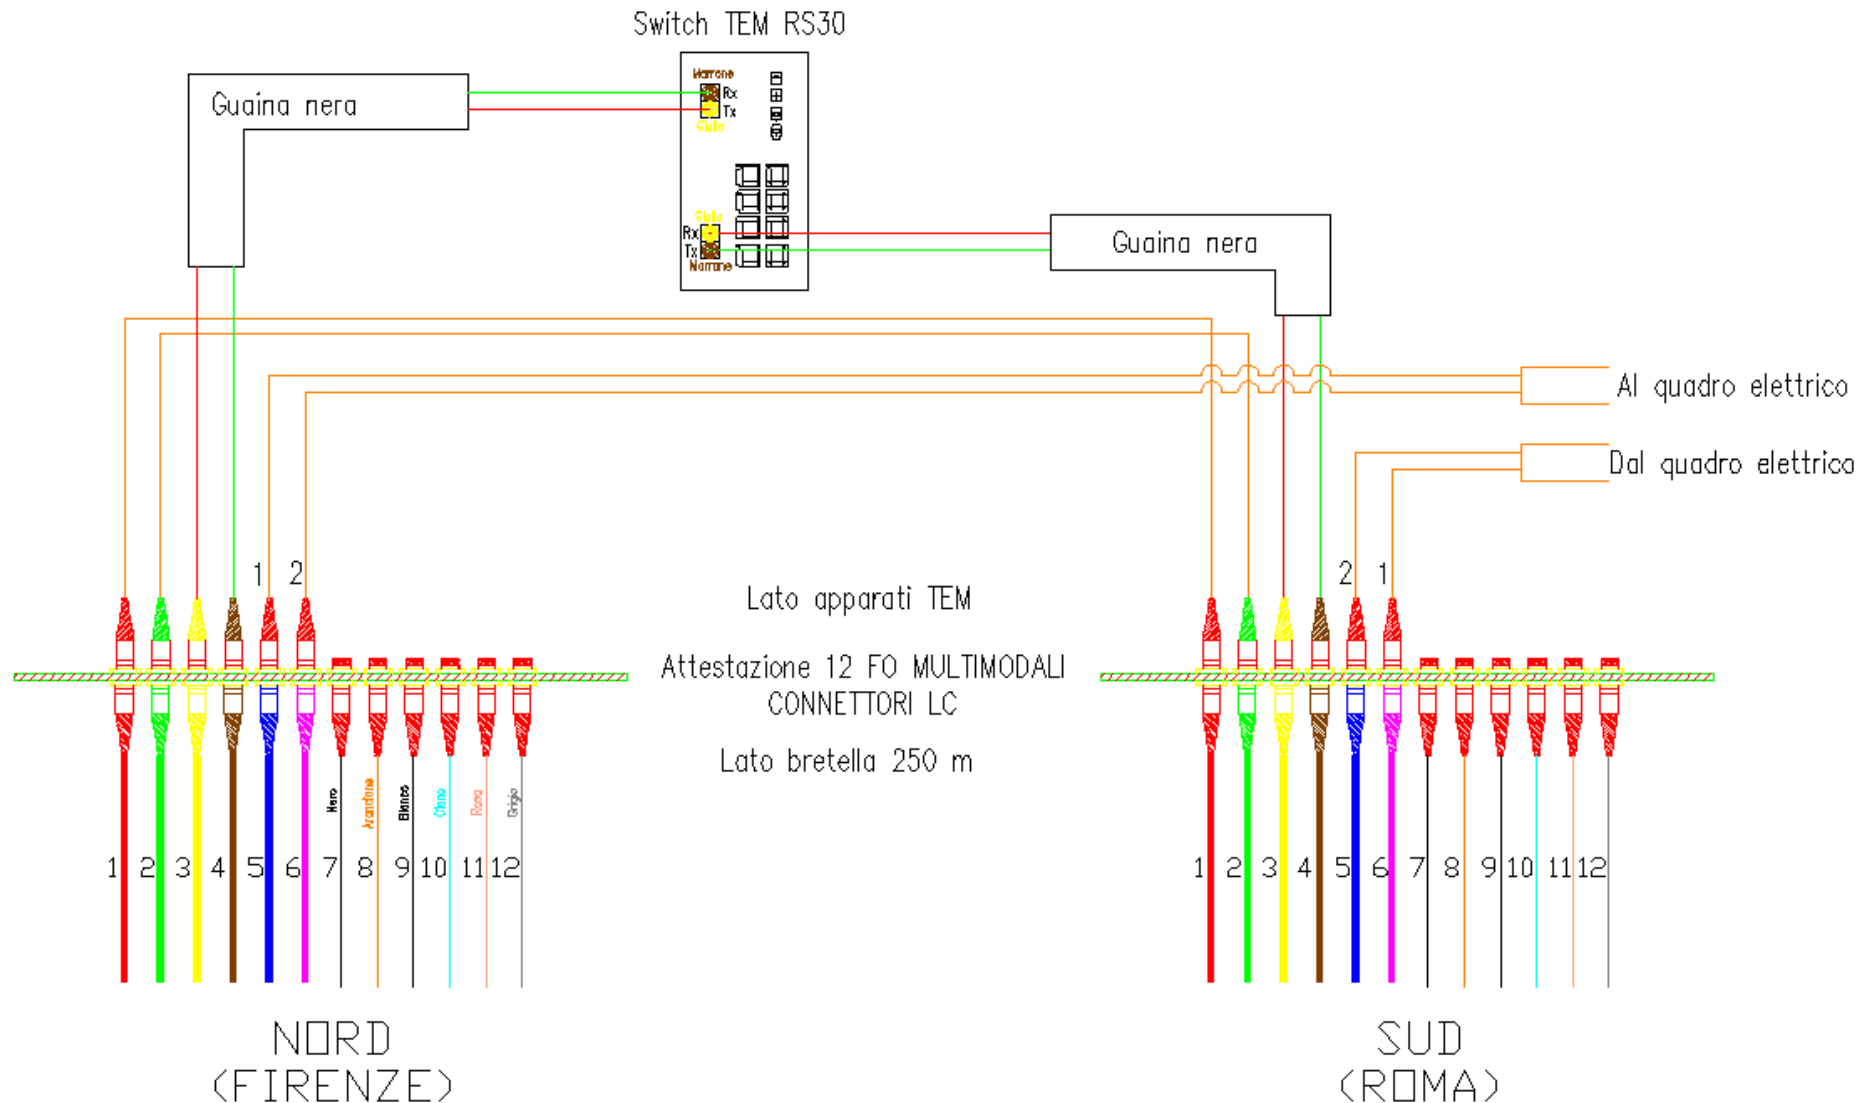 Switch TEM RS30
Marrone
Rx
Tx
Giallo
Guaina nera
Giallo
Rx
Tx
Marrone
Guaina nera
Al quadro elettrico
Dal quadro elettrico
1 2
2 1
Lato apparati TEM
Attestazione 12 FO MULTIMODALI
CONNETTORI LC
Lato bretella 250 m
Nero
Arancione
Bianco
Ciano
Rosa
Grigio
1 2 3 4 5 6 7 8 9 10 11 12
1 2 3 4 5 6 7 8 9 10 11 12
NORD
(FIRENZE)
SUD
(ROMA)